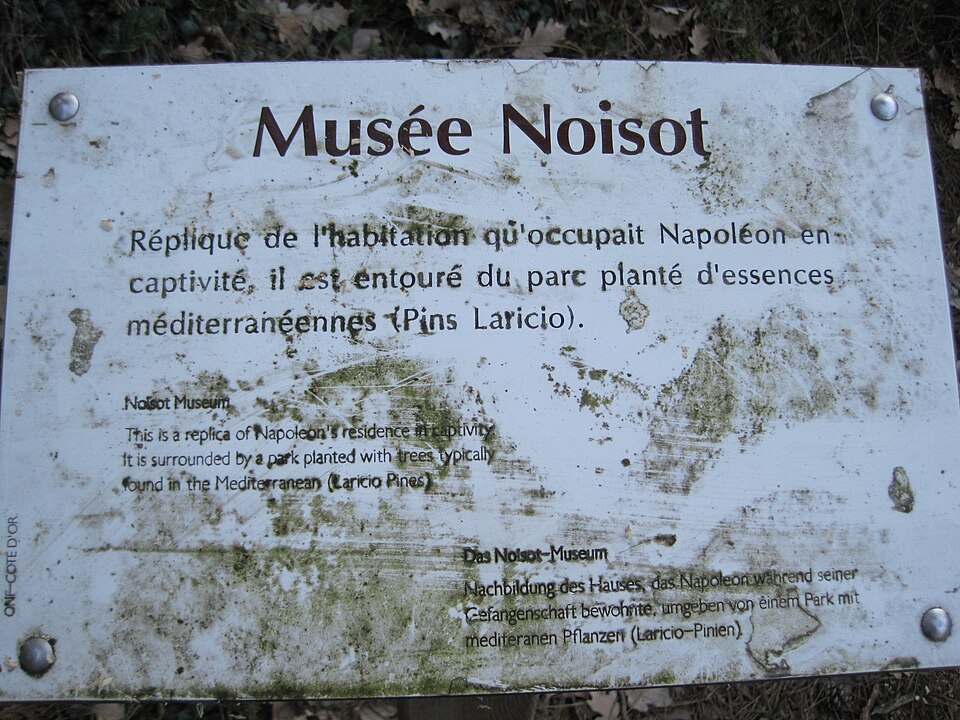 Musée Noisot
Réplique de l'habitation qu'occupait Napoléon en
captivité, il est entouré du parc planté d'essences
méditerranéennes (Pins Laricio).
Noisot Museum
This is a replica of Napoleon's residence in captivity
It is surrounded by a park planted with trees typically
found in the Mediterranean (Laricio Pines)
Das Noisot-Museum
Nachbildung des Hauses, das Napoleon während seiner
Gefangenschaft bewohnte, umgeben von einem Park mit
mediteranen Pflanzen (Laricio-Pinien)
ONF-COTE D'OR